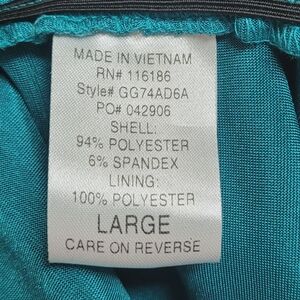 MADE IN VIETNAM
RN# 116186
Style# GG74AD6A
PO# 042906
SHELL:
94% POLYESTER
6% SPANDEX
LINING:
100% POLYESTER
LARGE
CARE ON REVERSE